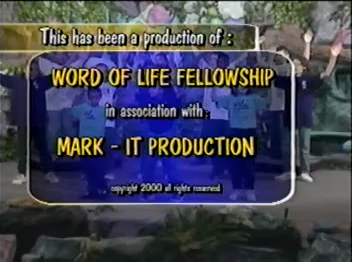 This has been a production of :
WORD OF LIFE FELLOWSHIP
in association with :
MARK - IT PRODUCTION
copyright 2000 all rights reserved